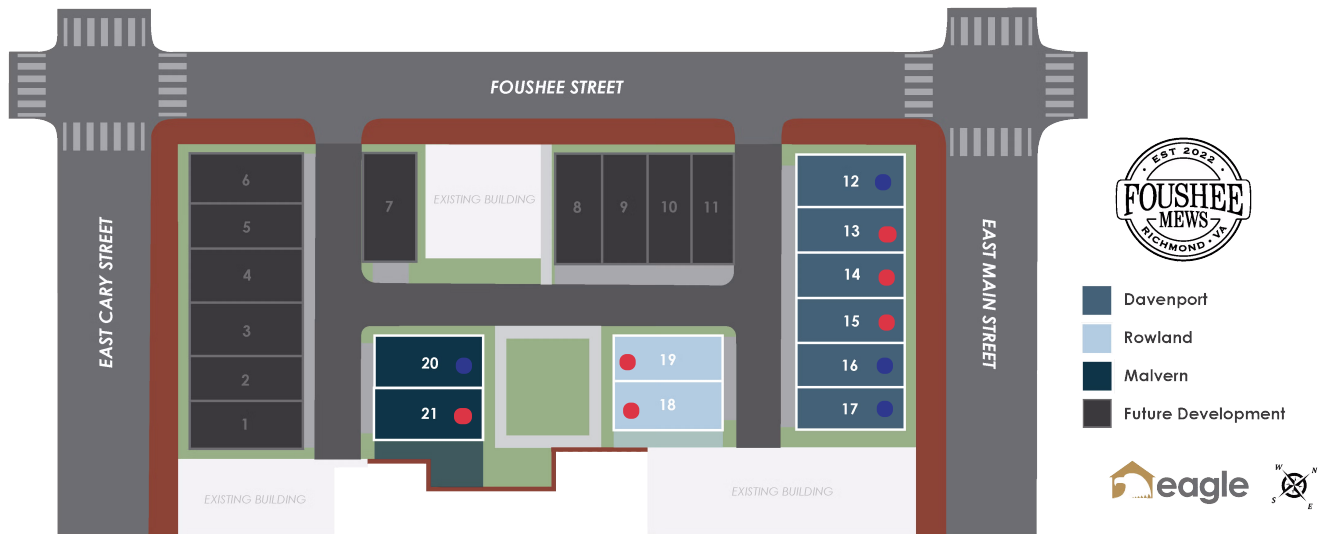 FOUSHEE STREET
EAST CARY STREET
EAST MAIN STREET
6
5
4
3
2
1
7
EXISTING BUILDING
8
9
10
11
12
13
14
15
16
17
20
21
19
18
EXISTING BUILDING
EXISTING BUILDING
EST 2022
FOUSHEE
MEWS
RICHMOND • VA
Davenport
Rowland
Malvern
Future Development
eagle
W
N
S
E